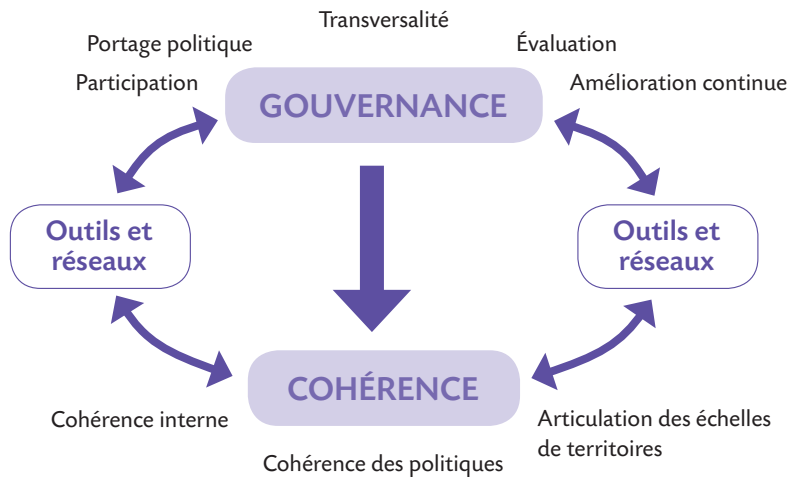 Transversalité
Portage politique
Évaluation
Participation
Amélioration continue
GOUVERNANCE
Outils et
réseaux
Outils et
réseaux
COHÉRENCE
Cohérence interne
Articulation des échelles
de territoires
Cohérence des politiques